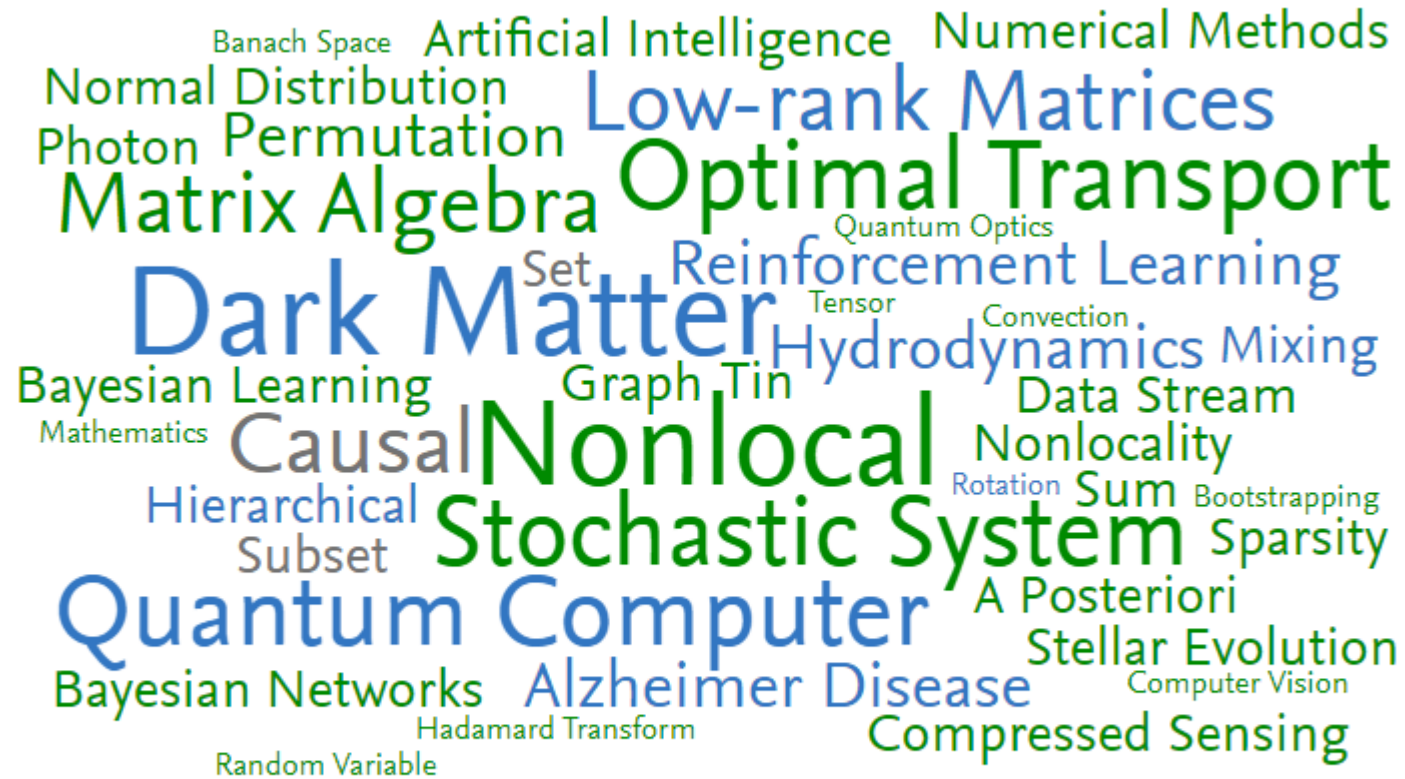 Banach Space
Artificial Intelligence
Numerical Methods
Normal Distribution
Low-rank Matrices
Photon
Permutation
Optimal Transport
Matrix Algebra
Quantum Optics
Set
Reinforcement Learning
Dark Matter
Tensor
Convection
Hydrodynamics
Mixing
Bayesian Learning
Graph Tin
Data Stream
Mathematics
Causal
Nonlocal
Nonlocality
Hierarchical
Rotation
Sum
Bootstrapping
Subset
Stochastic System
Sparsity
Quantum Computer
A Posteriori
Stellar Evolution
Bayesian Networks
Alzheimer Disease
Computer Vision
Hadamard Transform
Compressed Sensing
Random Variable